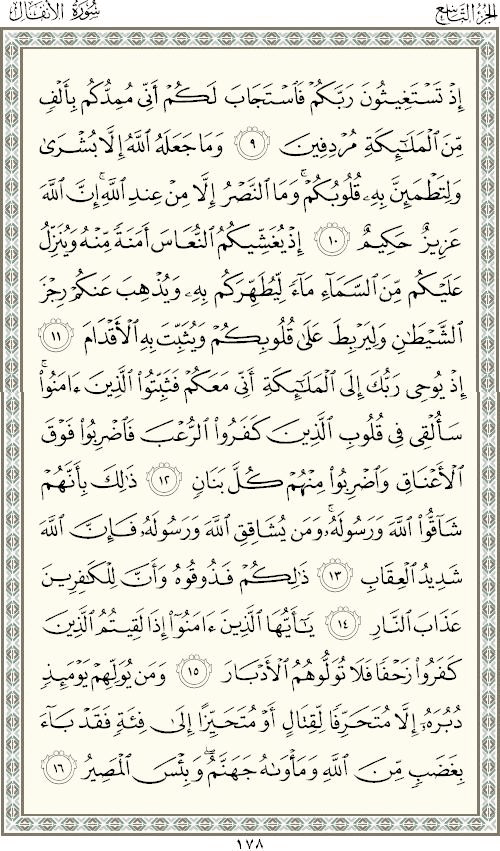 سُورَةُ الأَنفَال الجزء التاسع
إِذْ تَسْتَغِيثُونَ رَبَّكُمْ فَٱسْتَجَابَ لَكُمْ أَنِّى مُمِدُّكُم بِأَلْفٍ
مِّنَ ٱلْمَلَـٰٓئِكَةِ مُرْدِفِينَ ٩ وَمَا جَعَلَهُ ٱللَّهُ إِلَّا بُشْرَىٰ
وَلِتَطْمَئِنَّ بِهِۦ قُلُوبُكُمْ ۚ وَمَا ٱلنَّصْرُ إِلَّا مِنْ عِندِ ٱللَّهِ ۚ إِنَّ ٱللَّهَ
عَزِيزٌ حَكِيمٌ ١٠ إِذْ يُغَشِّيكُمُ ٱلنُّعَاسَ أَمَنَةً مِّنْهُ وَيُنَزِّلُ
عَلَيْكُم مِّنَ ٱلسَّمَآءِ مَآءً لِّيُطَهِّرَكُم بِهِۦ وَيُذْهِبَ عَنكُمْ رِجْزَ
ٱلشَّيْطَـٰنِ وَلِيَرْبِطَ عَلَىٰ قُلُوبِكُمْ وَيُثَبِّتَ بِهِ ٱلْأَقْدَامَ ١١
إِذْ يُوحِى رَبُّكَ إِلَى ٱلْمَلَـٰٓئِكَةِ أَنِّى مَعَكُمْ فَثَبِّتُوا۟ ٱلَّذِينَ ءَامَنُوا۟ ۚ
سَأُلْقِى فِى قُلُوبِ ٱلَّذِينَ كَفَرُوا۟ ٱلرُّعْبَ فَٱضْرِبُوا۟ فَوْقَ
ٱلْأَعْنَاقِ وَٱضْرِبُوا۟ مِنْهُمْ كُلَّ بَنَانٍ ١٢ ذَٰلِكَ بِأَنَّهُمْ
شَآقُّوا۟ ٱللَّهَ وَرَسُولَهُۥ ۚ وَمَن يُشَاقِقِ ٱللَّهَ وَرَسُولَهُۥ فَإِنَّ ٱللَّهَ
شَدِيدُ ٱلْعِقَابِ ١٣ ذَٰلِكُمْ فَذُوقُوهُ وَأَنَّ لِلْكَـٰفِرِينَ
عَذَابَ ٱلنَّارِ ١٤ يَـٰٓأَيُّهَا ٱلَّذِينَ ءَامَنُوٓا۟ إِذَا لَقِيتُمُ ٱلَّذِينَ
كَفَرُوا۟ زَحْفًا فَلَا تُوَلُّوهُمُ ٱلْأَدْبَارَ ١٥ وَمَن يُوَلِّهِمْ يَوْمَئِذٍ
دُبُرَهُۥٓ إِلَّا مُتَحَرِّفًا لِّقِتَالٍ أَوْ مُتَحَيِّزًا إِلَىٰ فِئَةٍ فَقَدْ بَآءَ
بِغَضَبٍ مِّنَ ٱللَّهِ وَمَأْوَىٰهُ جَهَنَّمُ ۖ وَبِئْسَ ٱلْمَصِيرُ ١٦
١٧٨